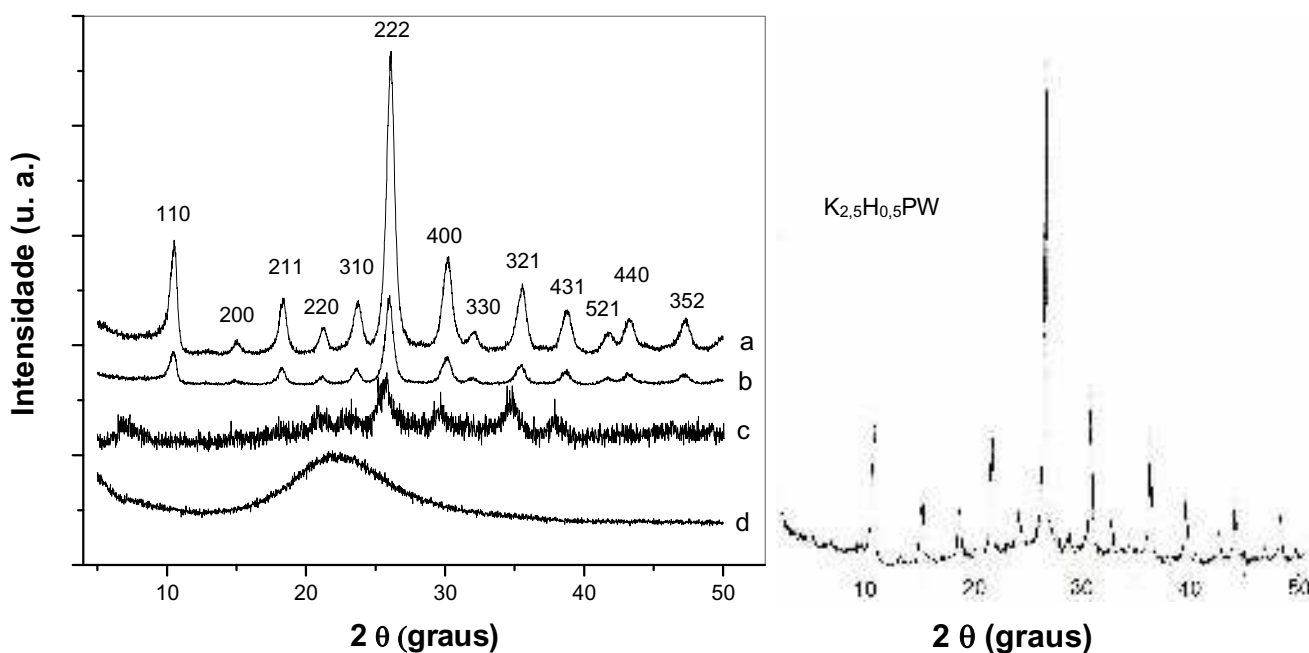 Intensidade (u. a.)
222
110
400
211
310
321
440
200
220
330
431
521
352
a
b
c
d
10 20 30 40 50
2 θ (graus)
K2,5H0,5PW
10 20 30 40 50
2 θ (graus)